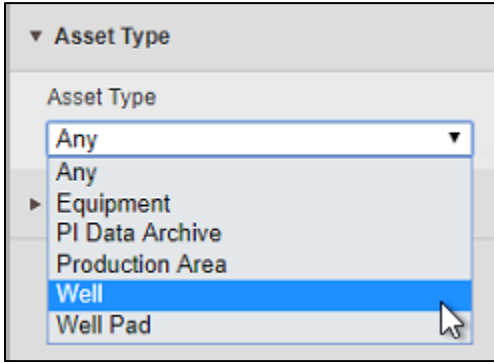 Asset Type
Asset Type
Any
Any
Equipment
PI Data Archive
Production Area
Well
Well Pad